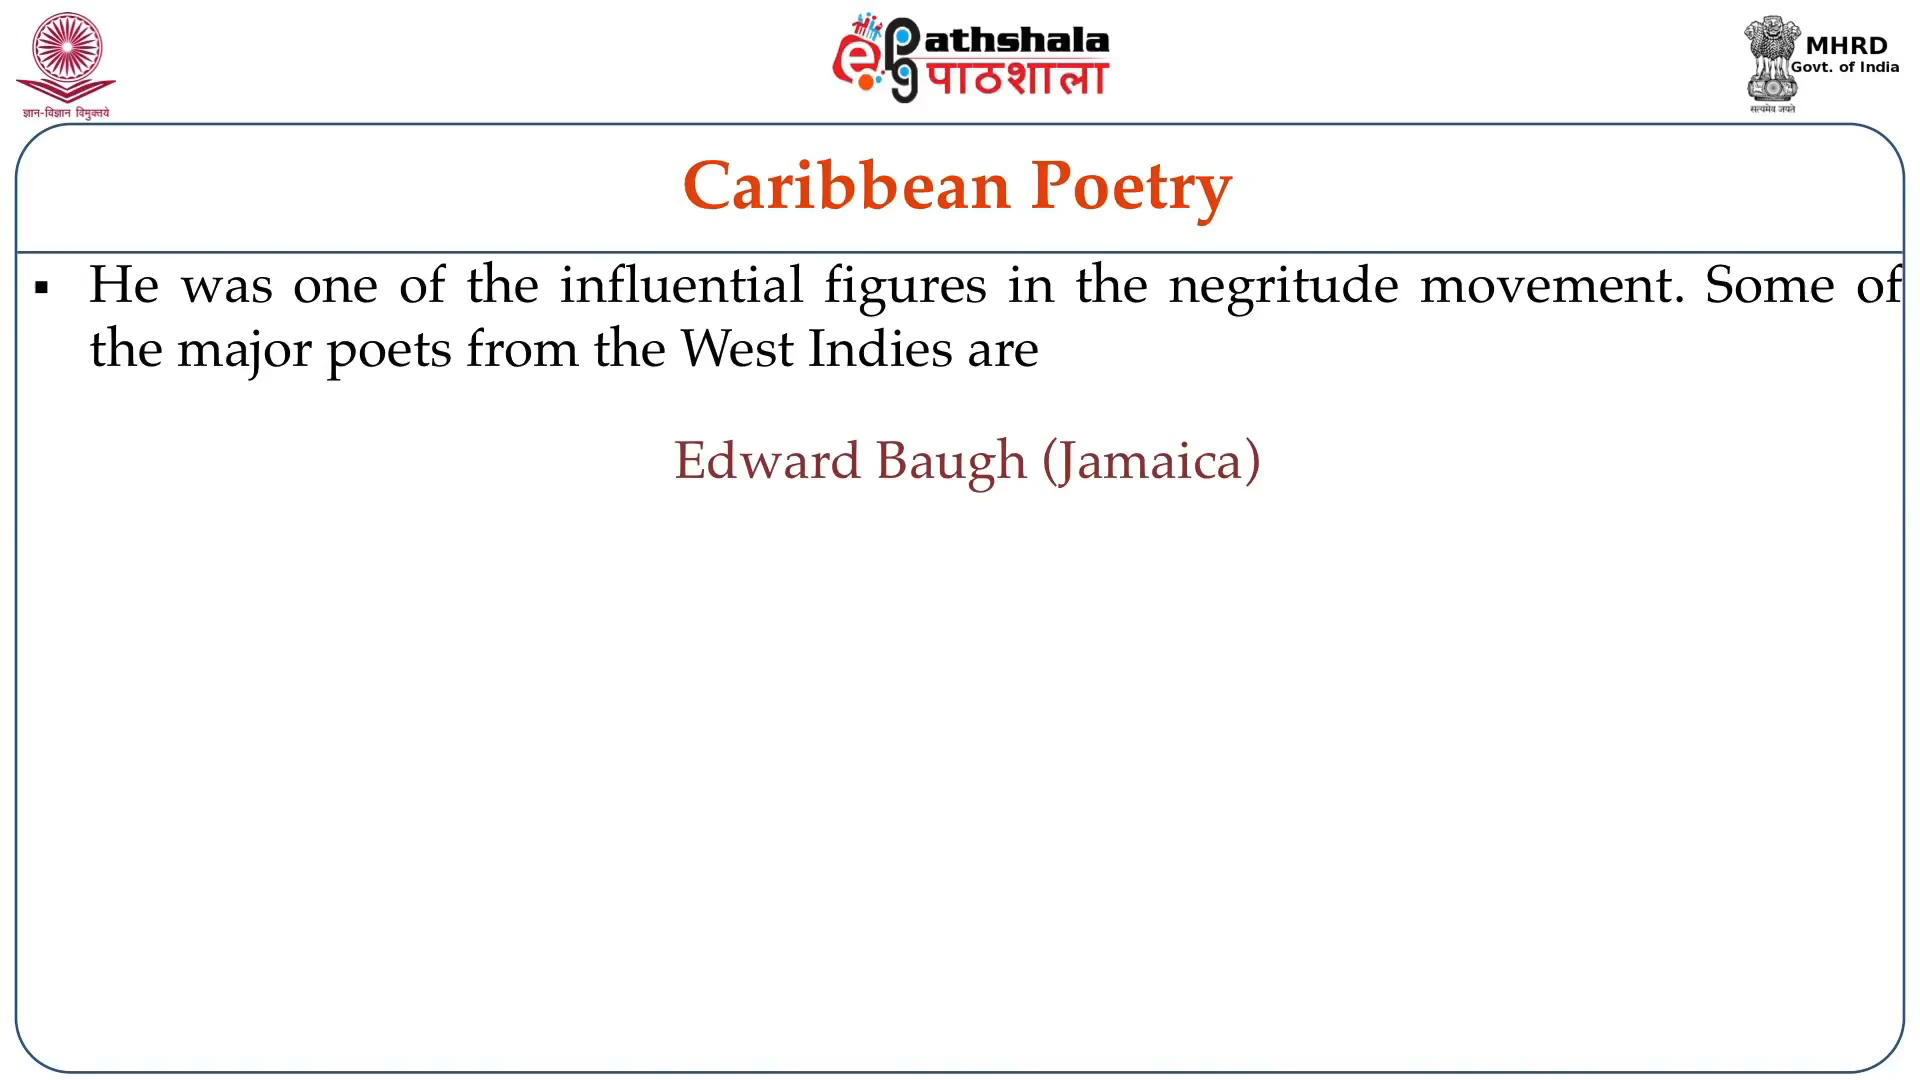 ज्ञान-विज्ञान विमुक्तये
ePathshala
पाठशाला
MHRD
Govt. of India
सत्यमेव जयते
Caribbean Poetry
▪ He was one of the influential figures in the negritude movement. Some of
the major poets from the West Indies are
Edward Baugh (Jamaica)